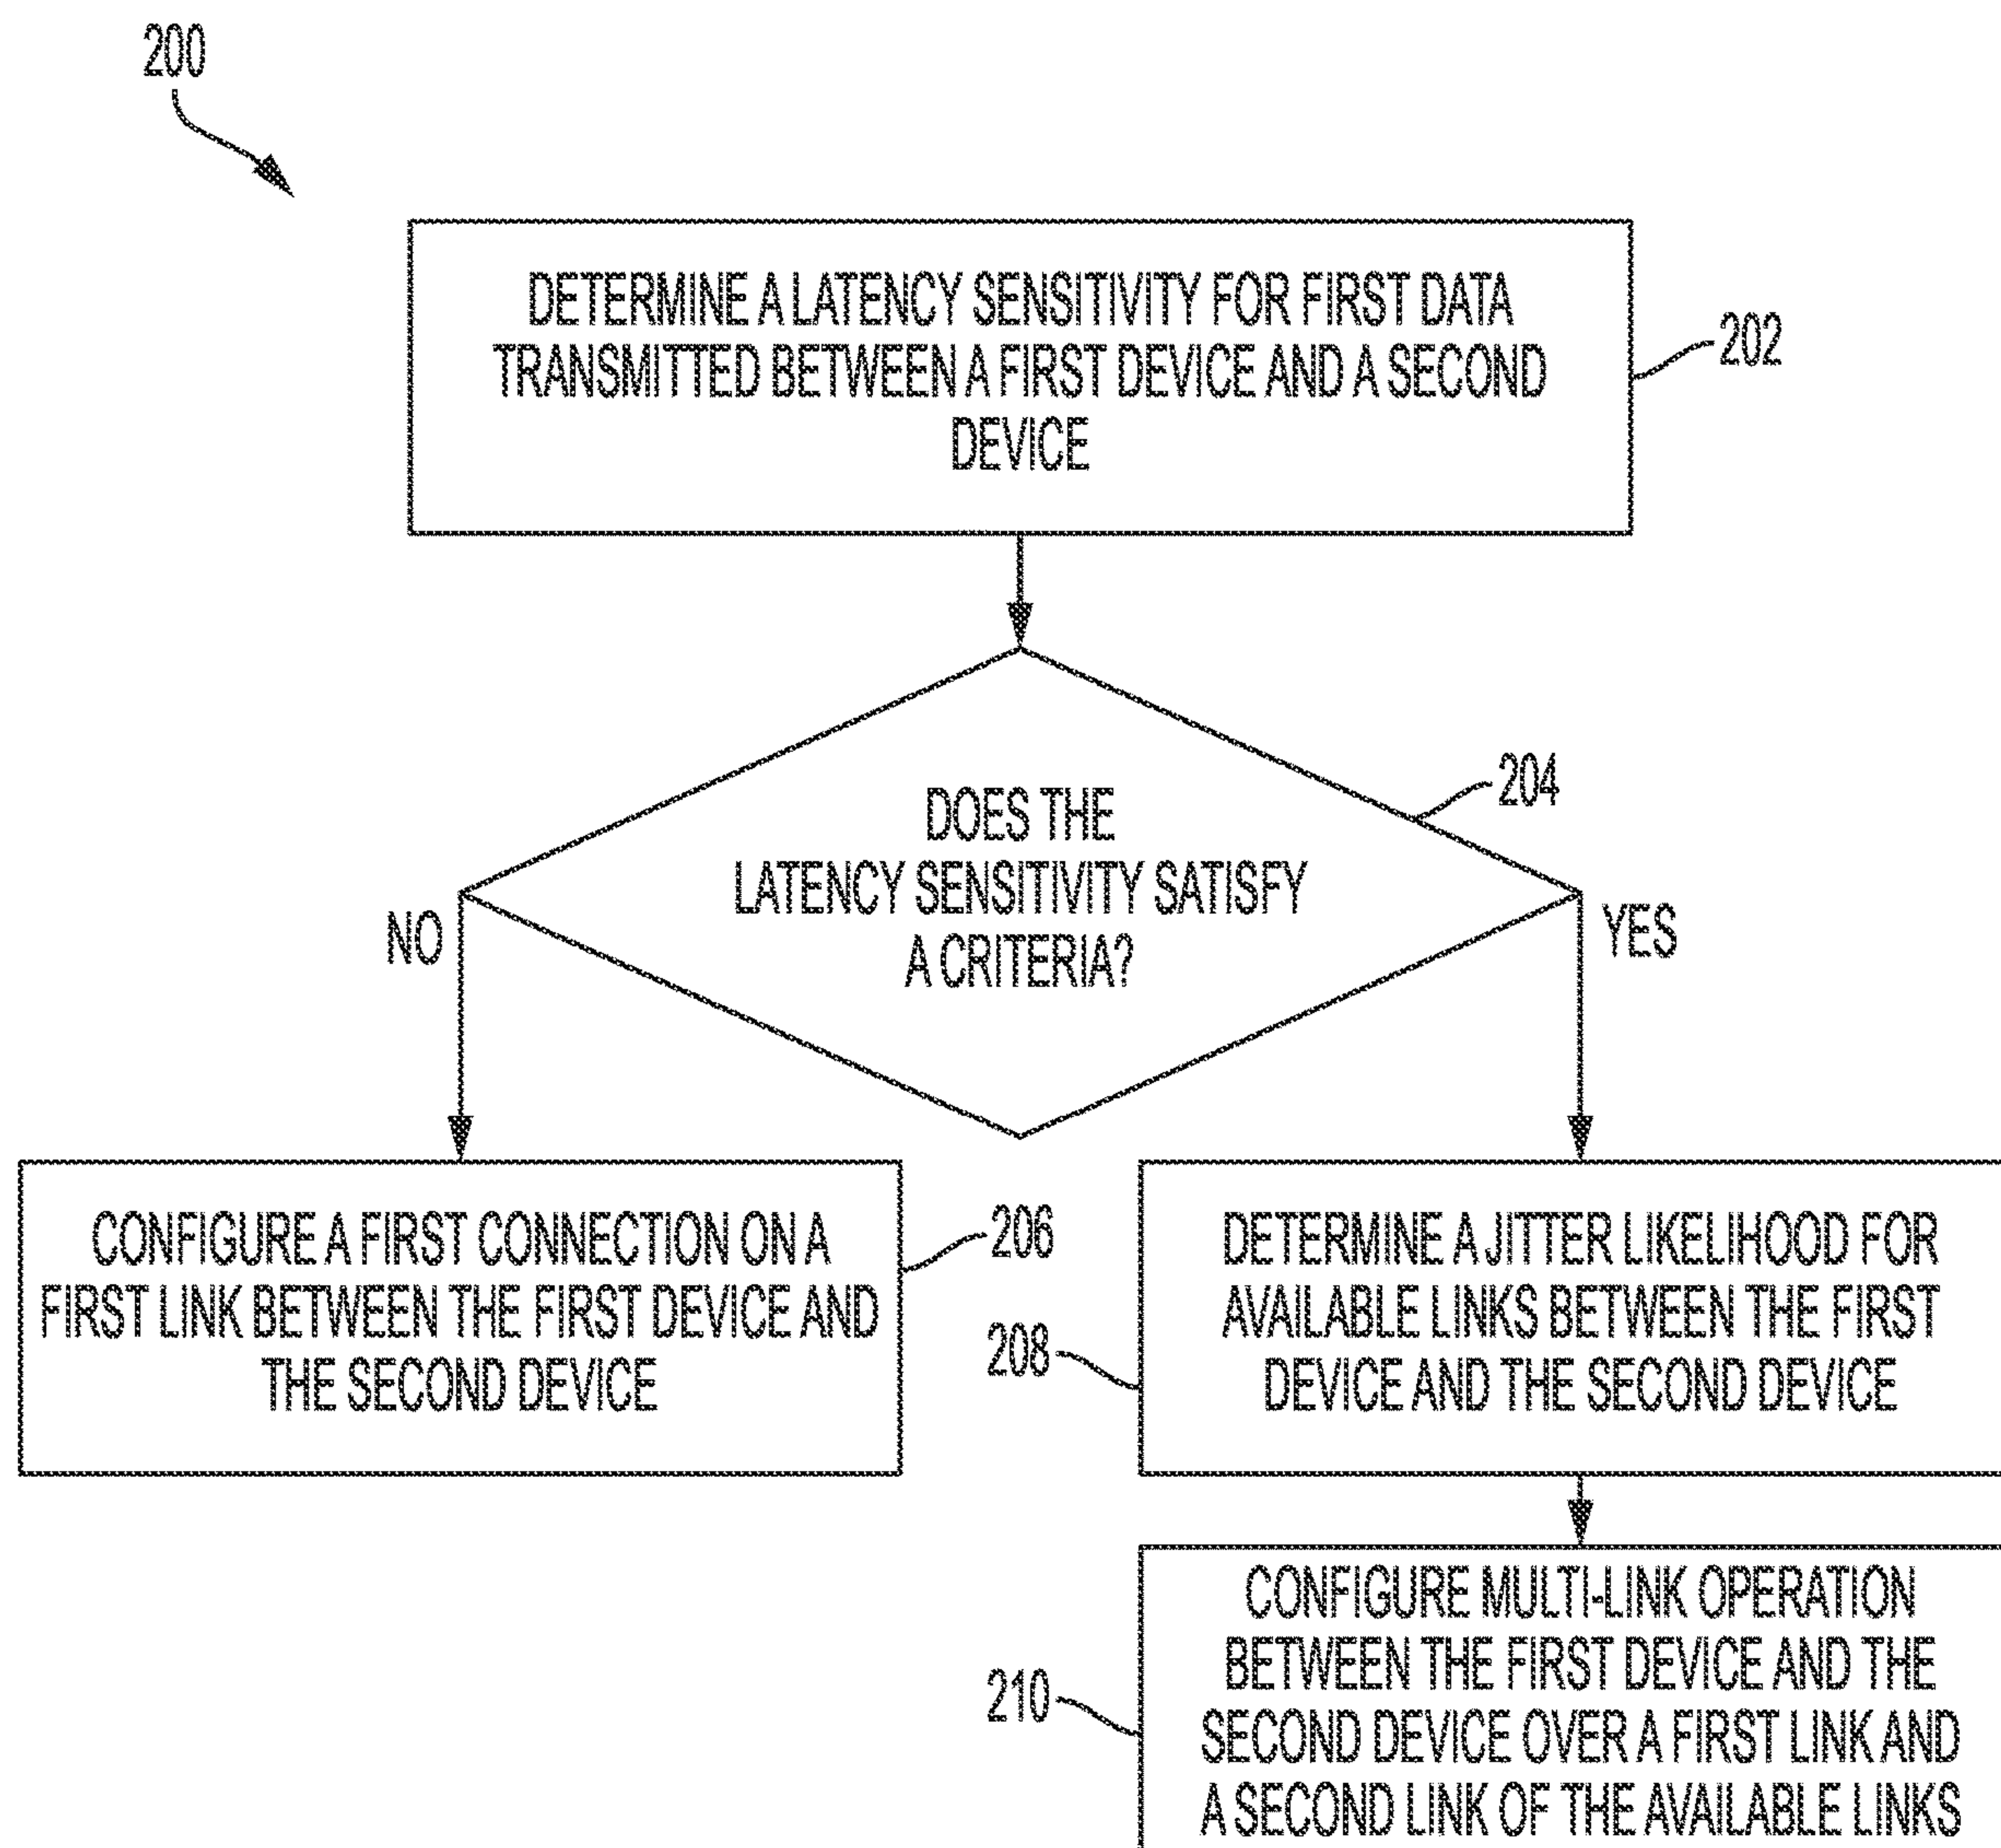 200
DETERMINE A LATENCY SENSITIVITY FOR FIRST DATA
TRANSMITTED BETWEEN A FIRST DEVICE AND A SECOND
DEVICE
202
DOES THE
LATENCY SENSITIVITY SATISFY
A CRITERIA?
204
NO
YES
CONFIGURE A FIRST CONNECTION ON A
FIRST LINK BETWEEN THE FIRST DEVICE AND
THE SECOND DEVICE
206
DETERMINE A JITTER LIKELIHOOD FOR
AVAILABLE LINKS BETWEEN THE FIRST
DEVICE AND THE SECOND DEVICE
208
CONFIGURE MULTI-LINK OPERATION
BETWEEN THE FIRST DEVICE AND THE
SECOND DEVICE OVER A FIRST LINK AND
A SECOND LINK OF THE AVAILABLE LINKS
210